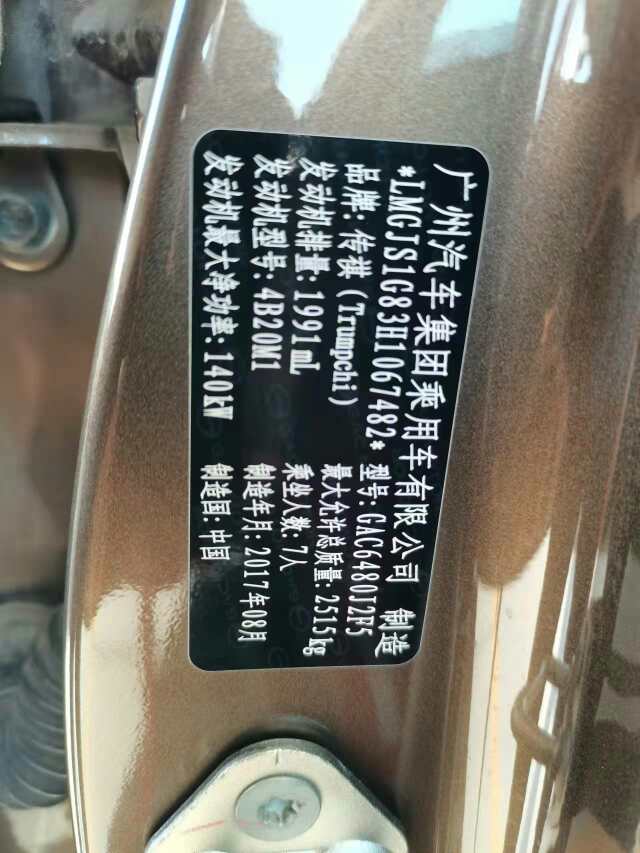 广州汽车集团乘用车有限公司 制造
*LMGJS1G83H1067482*
品牌: 传祺 (Trumpchi) 型号: GAC6480J2F5
发动机排量: 1991mL 最大允许总质量: 2515kg
发动机型号: 4B20M1 乘坐人数: 7人
发动机最大净功率: 140kW 制造年月: 2017年08月
制造国: 中国